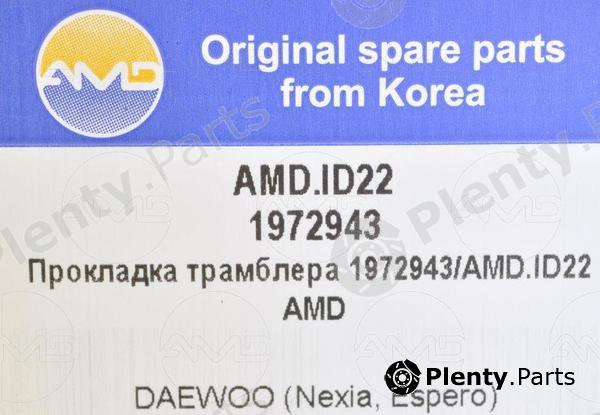 AMD
Original spare parts
from Korea
AMD.ID22
1972943
Прокладка трамблера 1972943/AMD.ID22
AMD
DAEWOO (Nexia, Espero)
Plenty.Parts